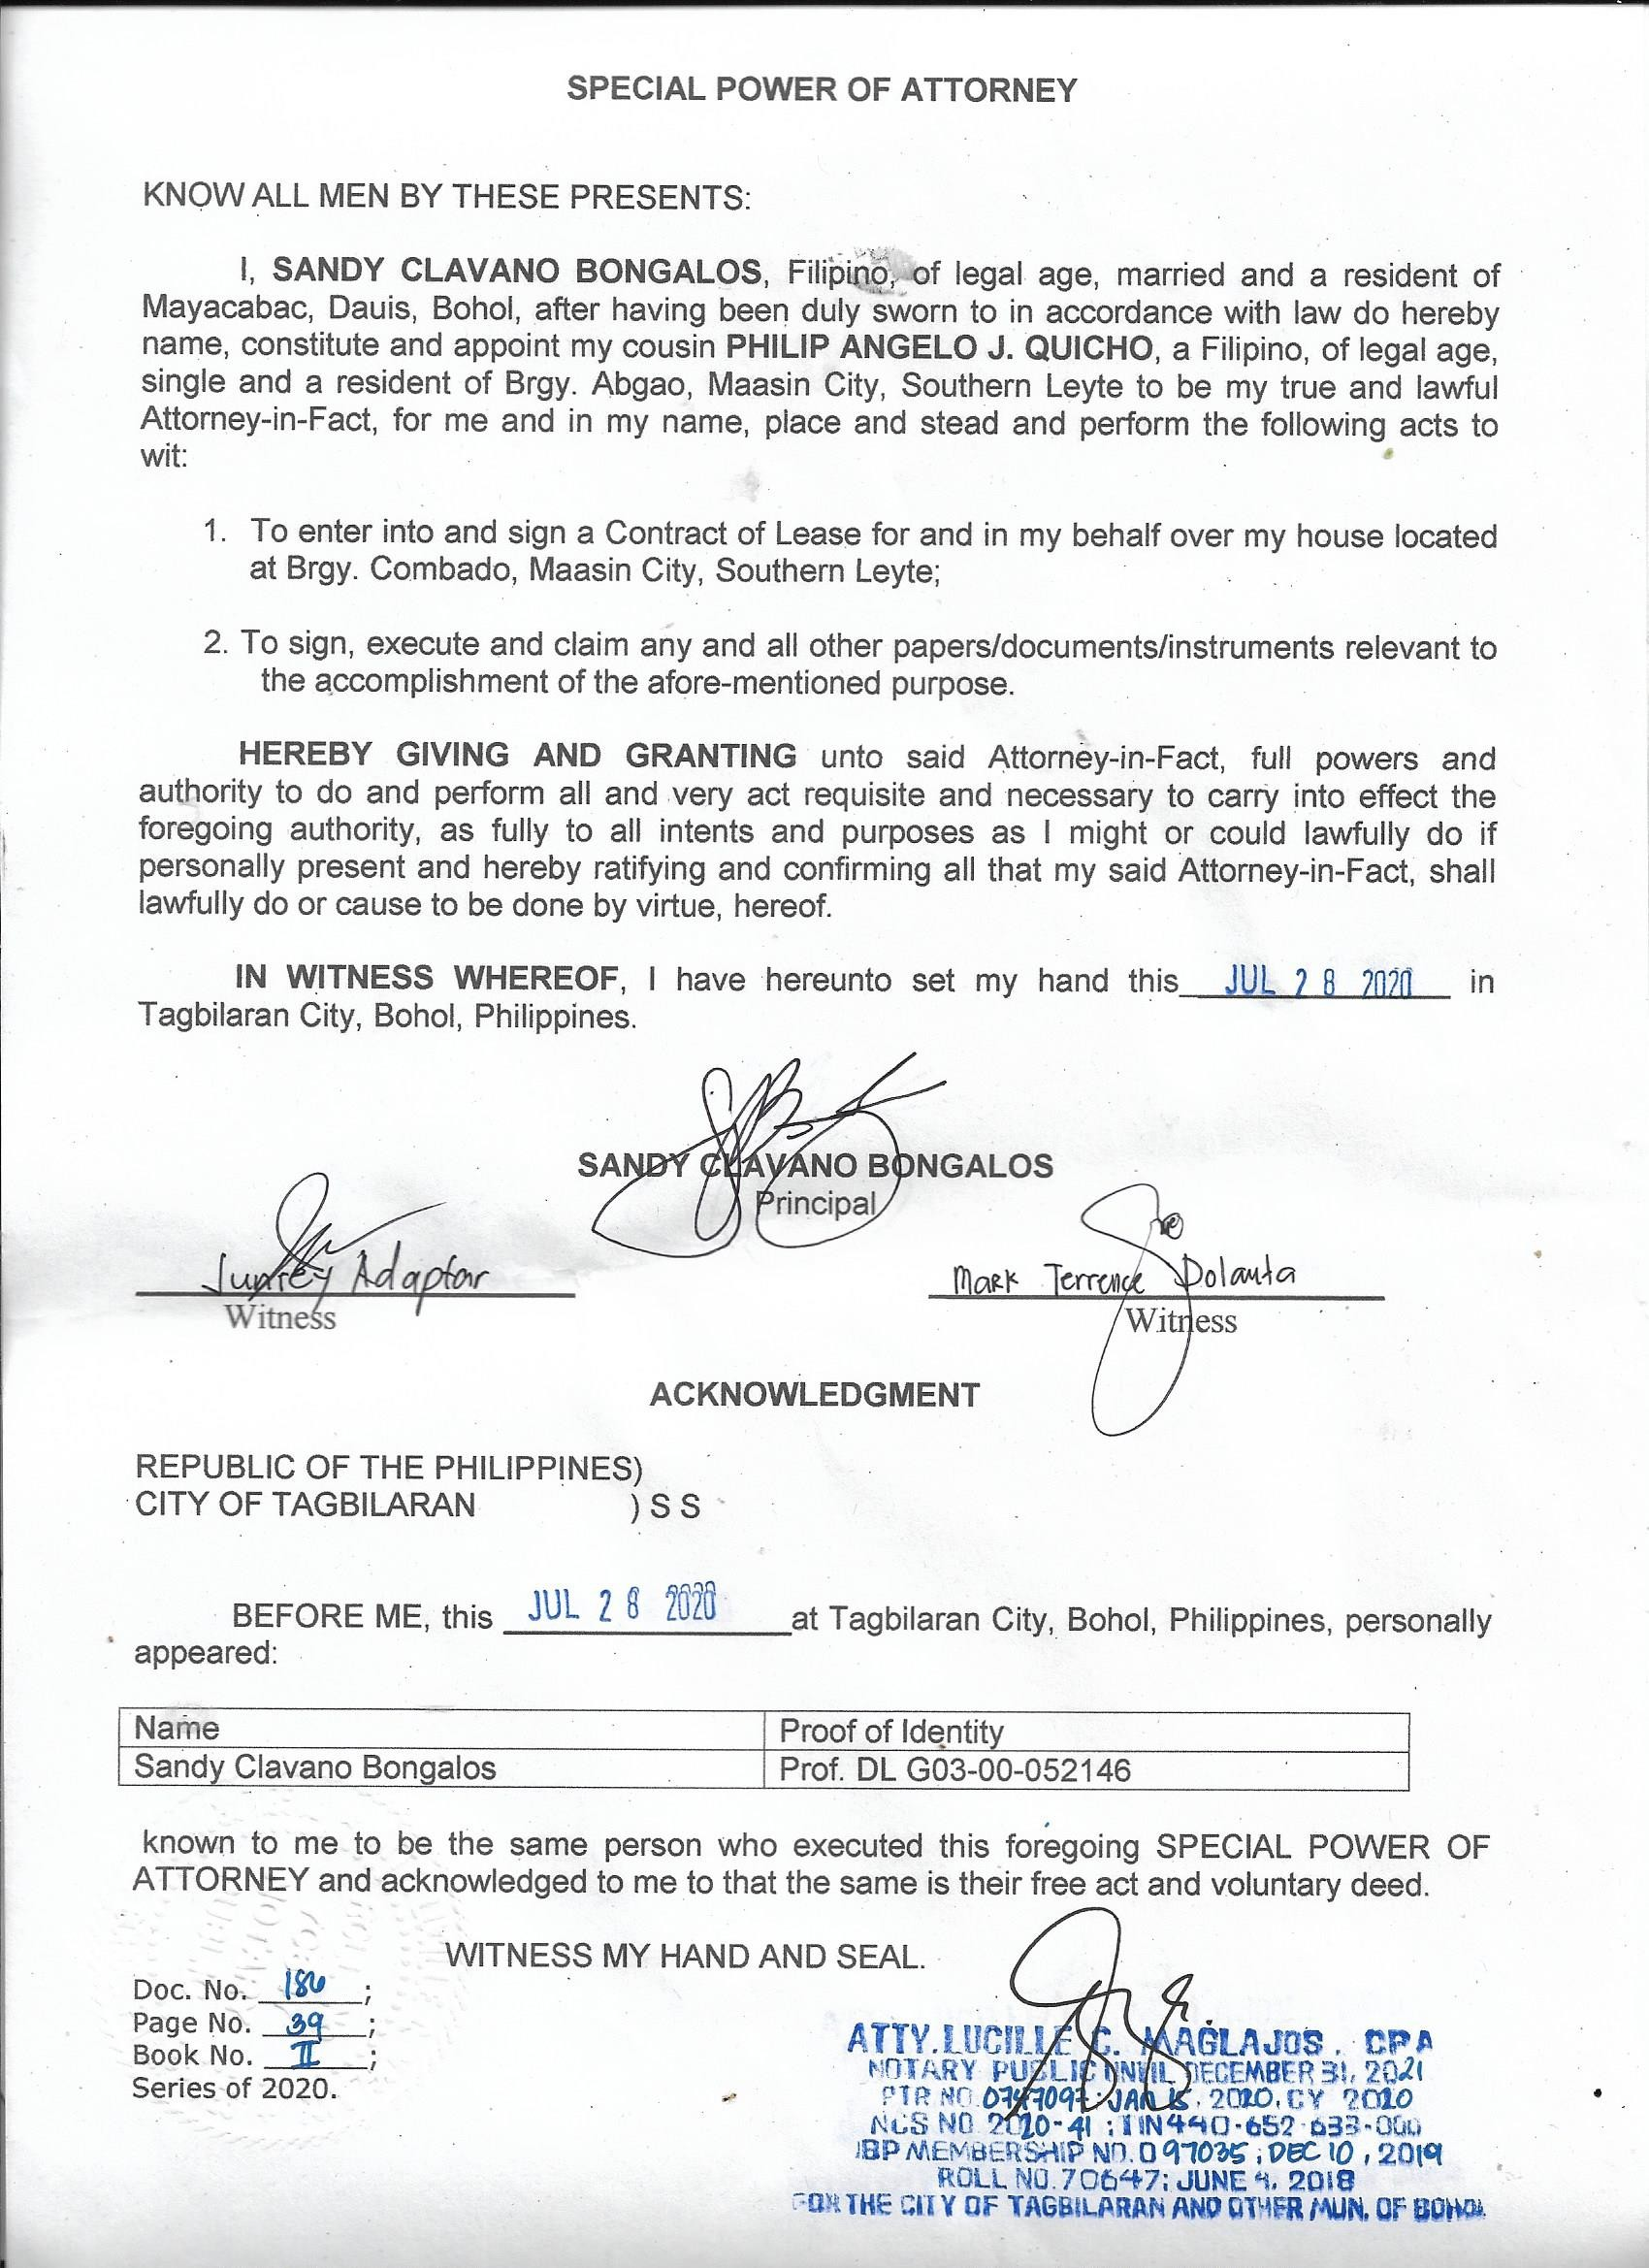 SPECIAL POWER OF ATTORNEY
KNOW ALL MEN BY THESE PRESENTS:
I, SANDY CLAVANO BONGALOS, Filipino, of legal age, married and a resident of
Mayacabac, Dauis, Bohol, after having been duly sworn to in accordance with law do hereby
name, constitute and appoint my cousin PHILIP ANGELO J. QUICHO, a Filipino, of legal age,
single and a resident of Brgy. Abgao, Maasin City, Southern Leyte to be my true and lawful
Attorney-in-Fact, for me and in my name, place and stead and perform the following acts to
wit:
1. To enter into and sign a Contract of Lease for and in my behalf over my house located
at Brgy. Combado, Maasin City, Southern Leyte;
2. To sign, execute and claim any and all other papers/documents/instruments relevant to
the accomplishment of the afore-mentioned purpose.
HEREBY GIVING AND GRANTING unto said Attorney-in-Fact, full powers and
authority to do and perform all and very act requisite and necessary to carry into effect the
foregoing authority, as fully to all intents and purposes as I might or could lawfully do if
personally present and hereby ratifying and confirming all that my said Attorney-in-Fact, shall
lawfully do or cause to be done by virtue, hereof.
IN WITNESS WHEREOF, I have hereunto set my hand this JUL 28 2020 in
Tagbilaran City, Bohol, Philippines.
SANDY CLAVANO BONGALOS
Principal
Junrey Adaptar Mark Terrence Dolanta
Witness Witness
ACKNOWLEDGMENT
REPUBLIC OF THE PHILIPPINES)
CITY OF TAGBILARAN ) S S
BEFORE ME, this JUL 28 2020 at Tagbilaran City, Bohol, Philippines, personally
appeared:
Name Proof of Identity
Sandy Clavano Bongalos Prof. DL G03-00-052146
known to me to be the same person who executed this foregoing SPECIAL POWER OF
ATTORNEY and acknowledged to me to that the same is their free act and voluntary deed.
WITNESS MY HAND AND SEAL.
Doc. No. 186;
Page No. 39;
Book No. II;
Series of 2020.
ATTY. LUCILLE C. MAGLAJOS, CPA
NOTARY PUBLIC UNTIL DECEMBER 31, 2021
PTR NO. JAN 15, 2020, CY 2020
NCS NO. 2020-41; TIN 440-652-633-000
IBP MEMBERSHIP NO. 097035; DEC 10, 2019
ROLL NO. 70647; JUNE 4, 2018
FOR THE CITY OF TAGBILARAN AND OTHER MUN. OF BOHOL